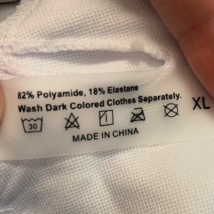 82% Polyamide, 18% Elastane
Wash Dark Colored Clothes Separately.
30
XL
MADE IN CHINA